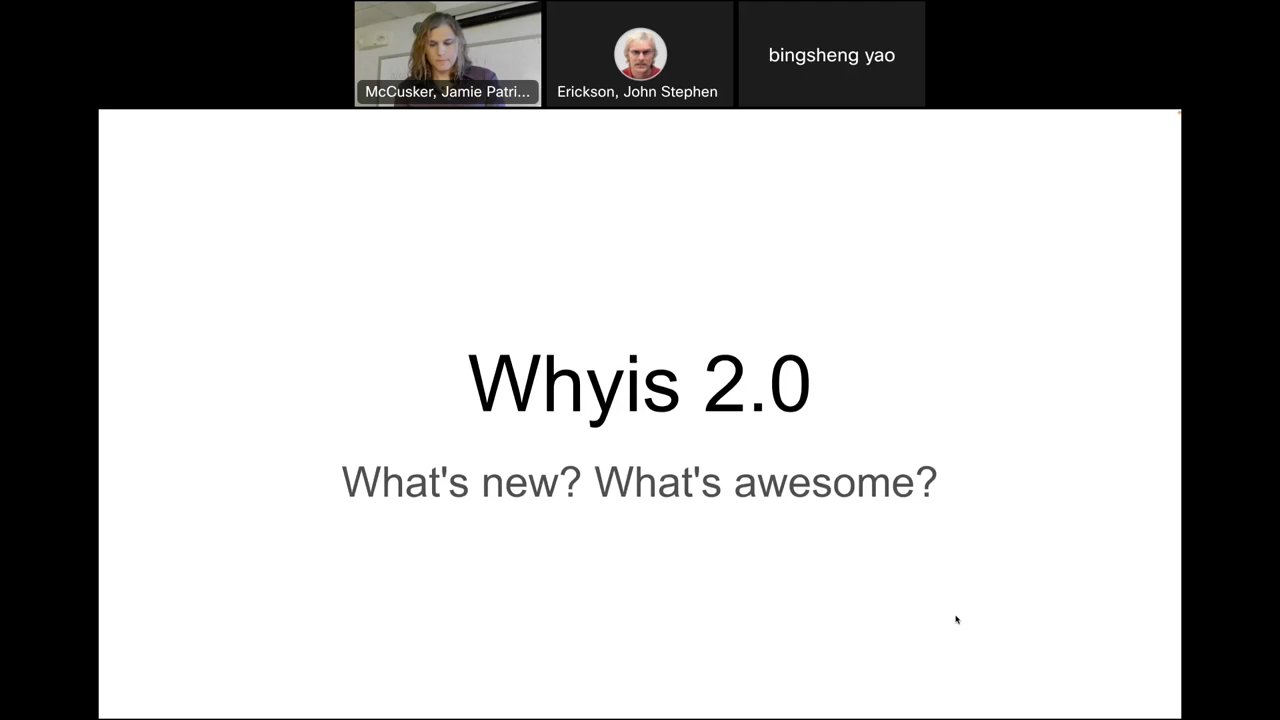 McCusker, Jamie Patri...
Erickson, John Stephen
bingsheng yao
Whyis 2.0
What's new? What's awesome?